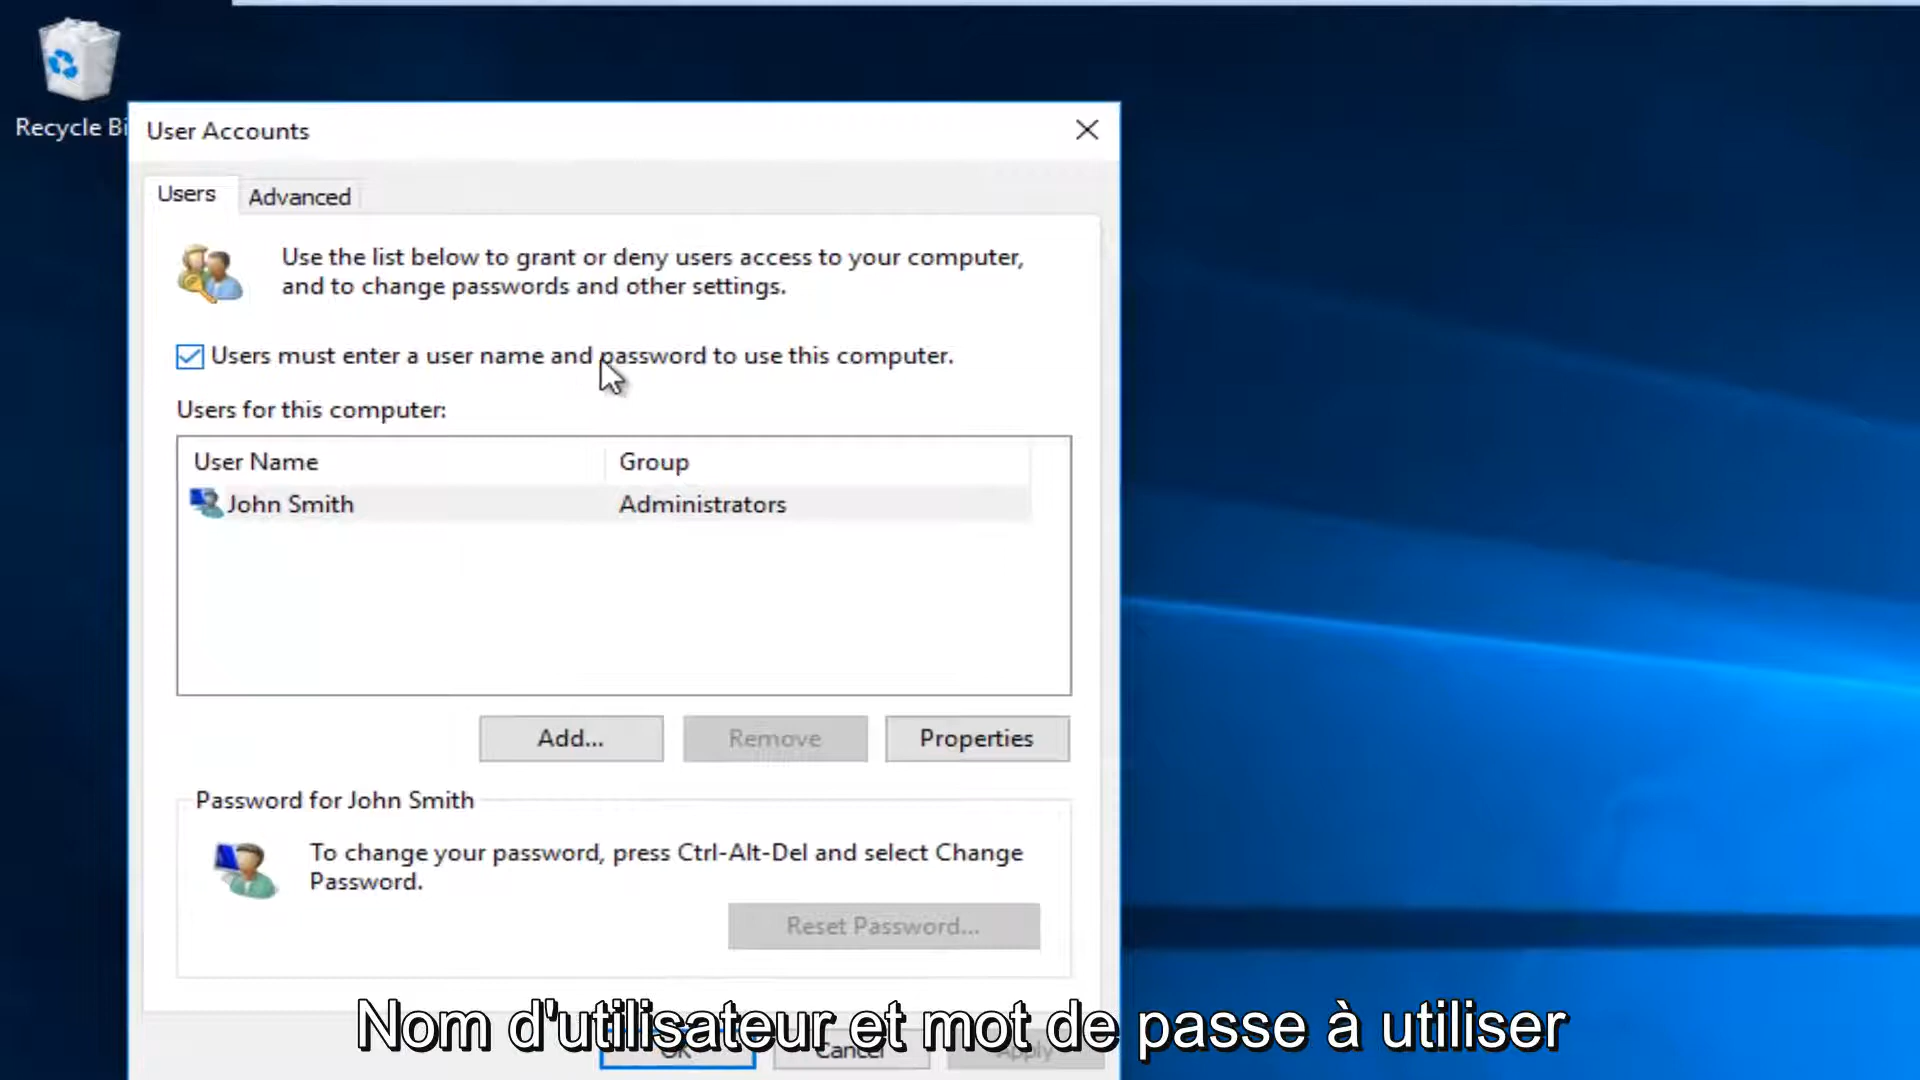 Recycle Bi
User Accounts
Users
Advanced
Use the list below to grant or deny users access to your computer,
and to change passwords and other settings.
Users must enter a user name and password to use this computer.
Users for this computer:
User Name
Group
John Smith
Administrators
Add...
Remove
Properties
Password for John Smith
To change your password, press Ctrl-Alt-Del and select Change
Password.
Reset Password...
Nom d'utilisateur et mot de passe à utiliser
OK
Cancel
Apply